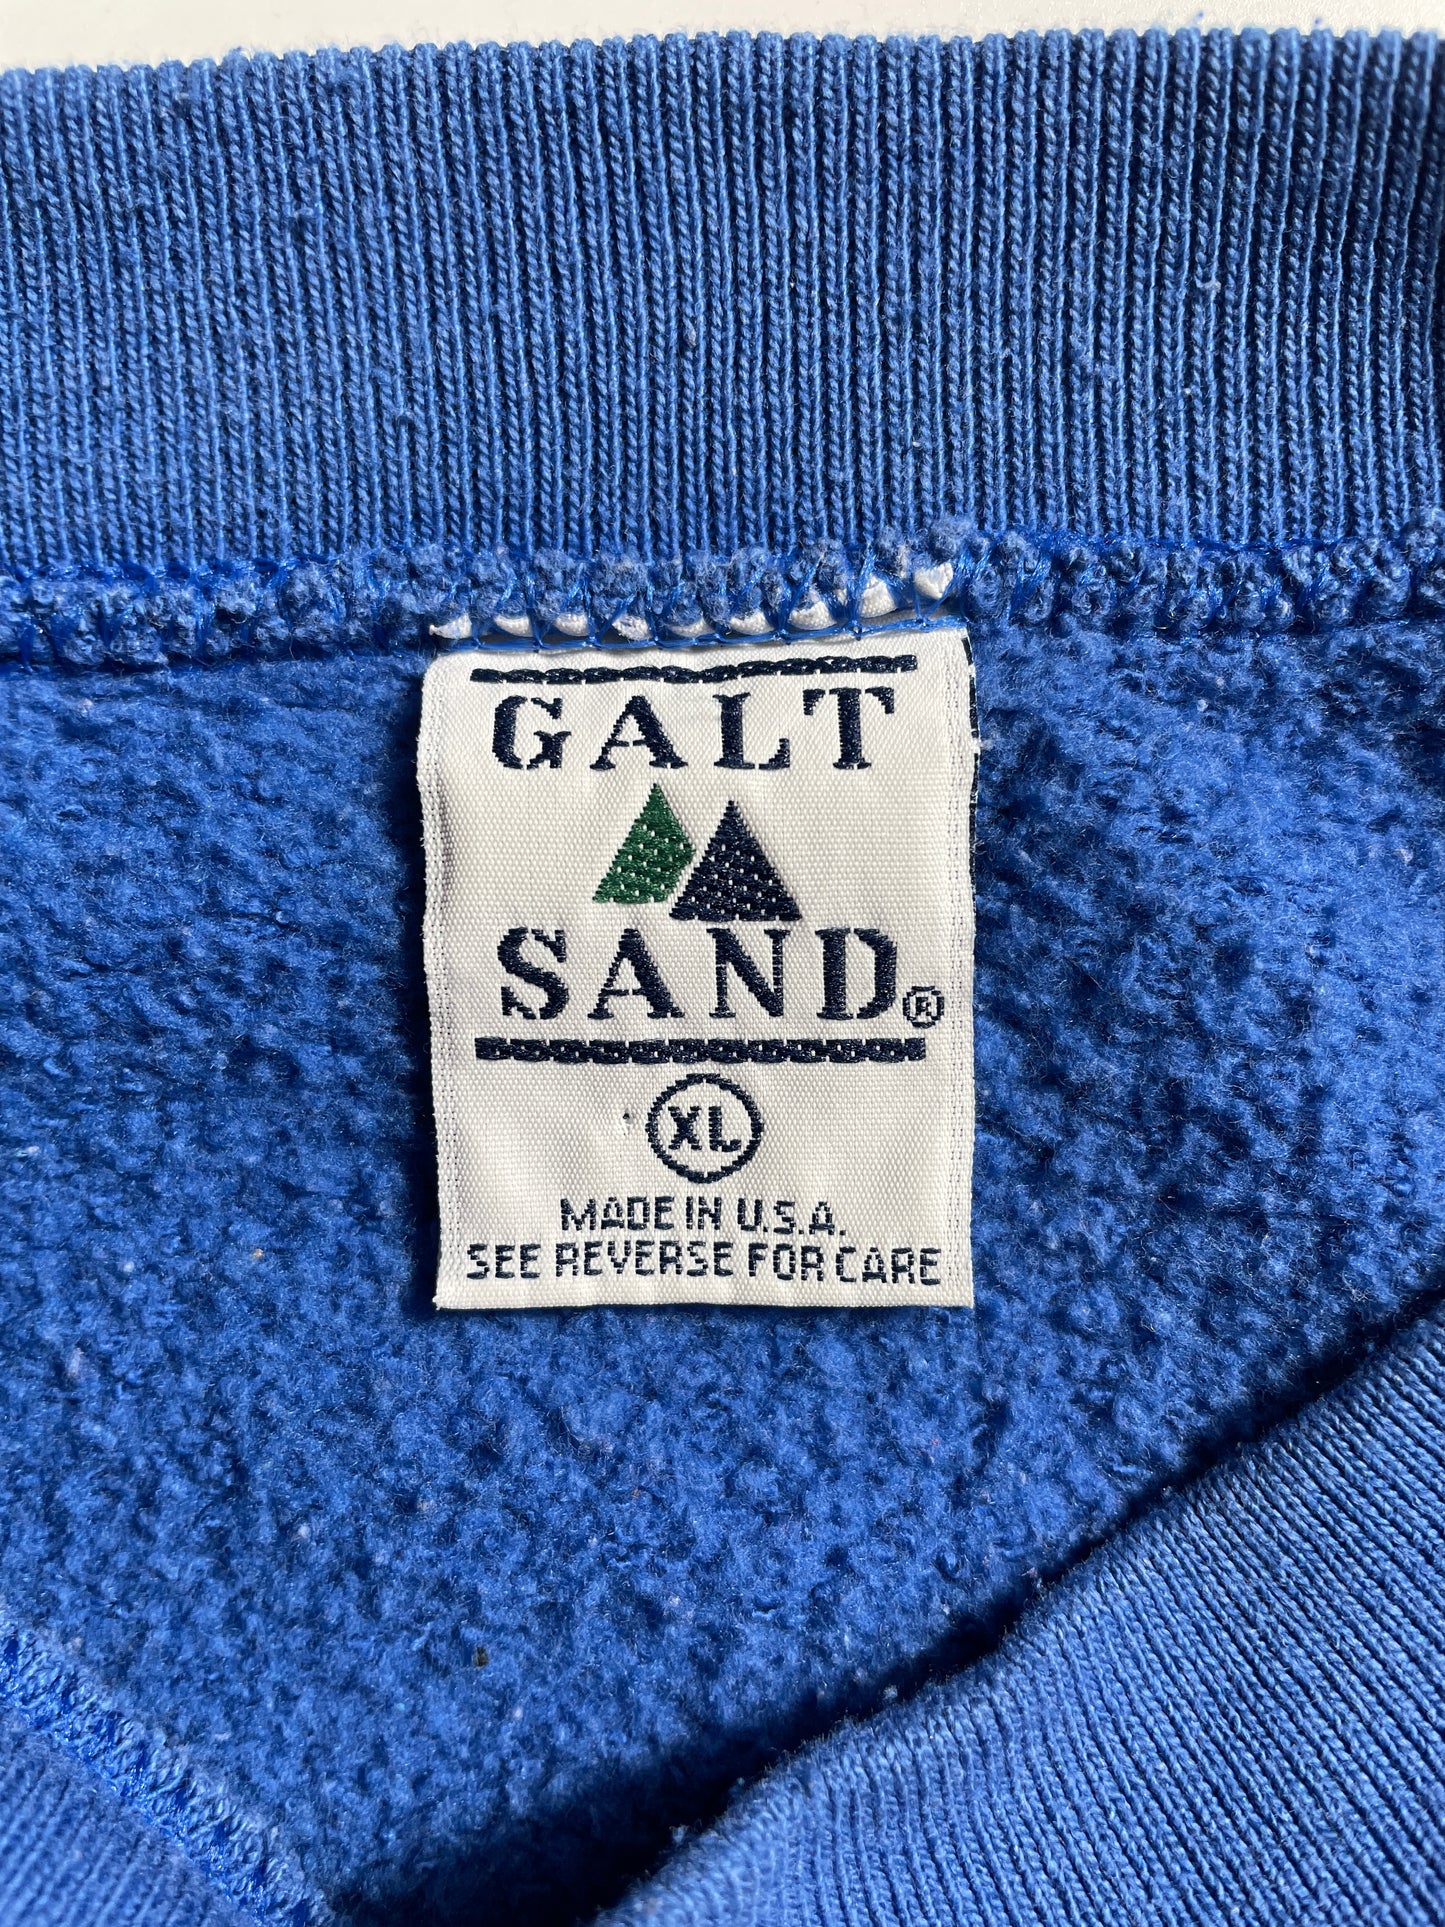 GALT
SAND®
XL
MADE IN U.S.A.
SEE REVERSE FOR CARE